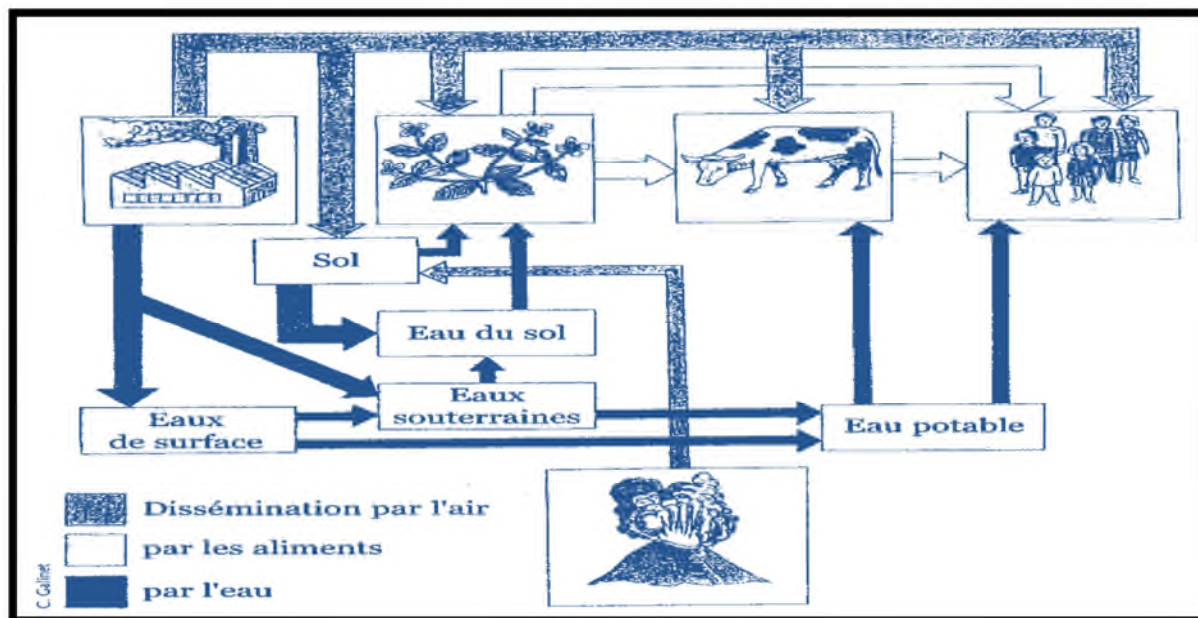 Sol
Eau du sol
Eaux
souterraines
Eaux
de surface
Eau potable
Dissémination par l'air
par les aliments
par l'eau
C. Galinet